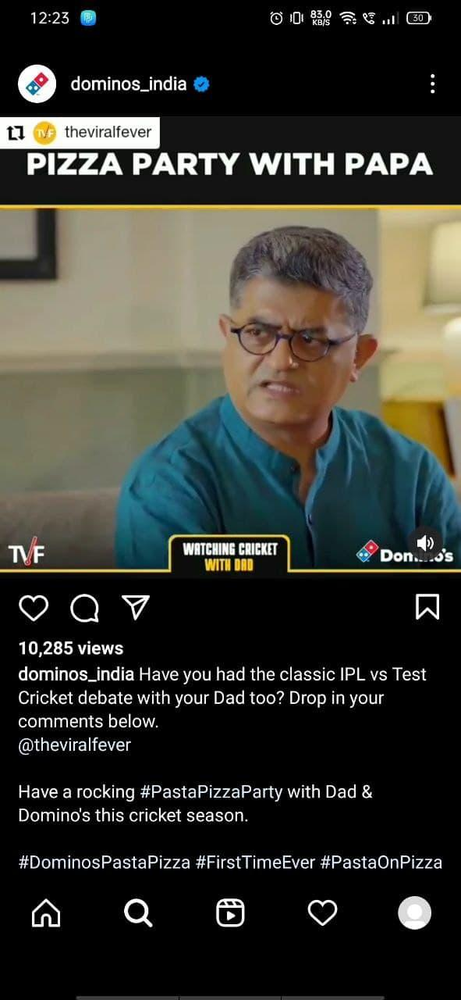 12:23
83.0
KB/S
30
dominos_india
TVF theviralfever
PIZZA PARTY WITH PAPA
TVF
WATCHING CRICKET
WITH DAD
10,285 views
dominos_india Have you had the classic IPL vs Test
Cricket debate with your Dad too? Drop in your
comments below.
@theviralfever
Have a rocking #PastaPizzaParty with Dad &
Domino's this cricket season.
#DominosPastaPizza #FirstTimeEver #PastaOnPizza